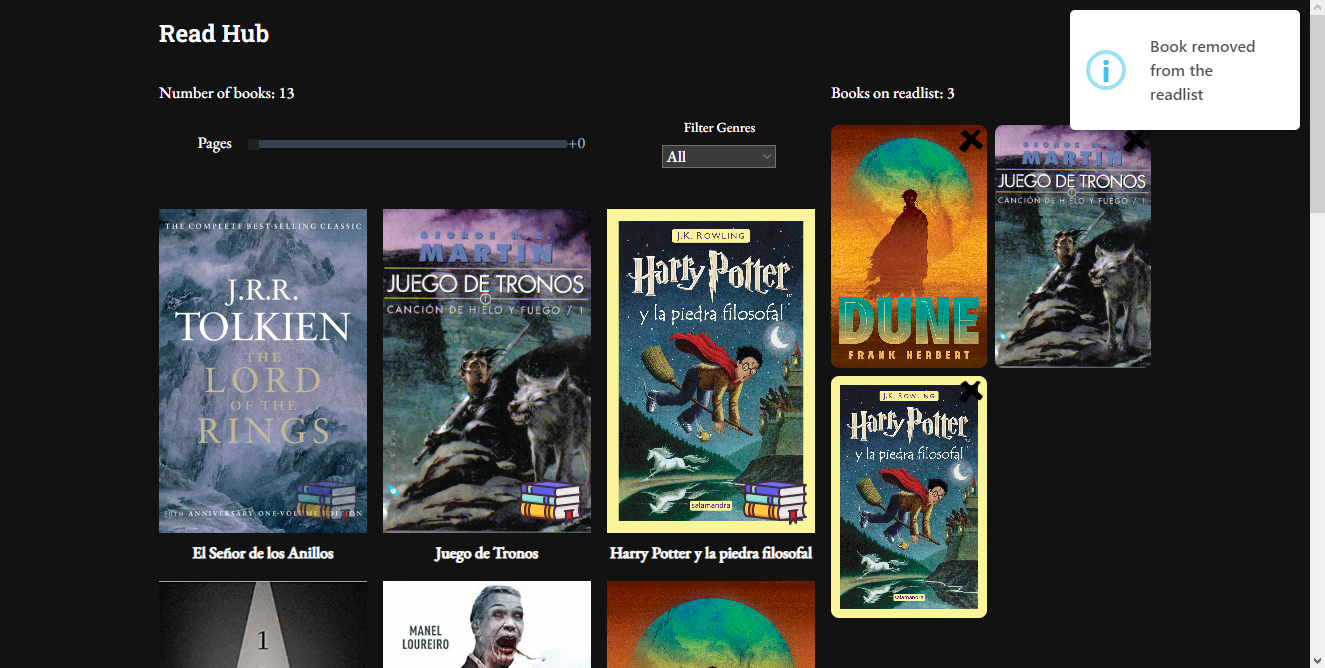 Read Hub
Book removed
from the
readlist
Number of books: 13
Books on readlist: 3
Pages
+0
Filter Genres
All
THE COMPLETE BEST-SELLING CLASSIC
J.R.R.
TOLKIEN
THE
LORD
OF THE
RINGS
50TH ANNIVERSARY ONE-VOLUME EDITION
El Señor de los Anillos
GEORGE R. R.
MARTIN
JUEGO DE TRONOS
CANCIÓN DE HIELO Y FUEGO / 1
Juego de Tronos
J.K. ROWLING
Harry Potter
y la piedra filosofal
salamandra
Harry Potter y la piedra filosofal
1
MANEL
LOUREIRO
DUNE
FRANK HERBERT
GEORGE R. R.
MARTIN
JUEGO DE TRONOS
CANCIÓN DE HIELO Y FUEGO / 1
J.K. ROWLING
Harry Potter
y la piedra filosofal
salamandra